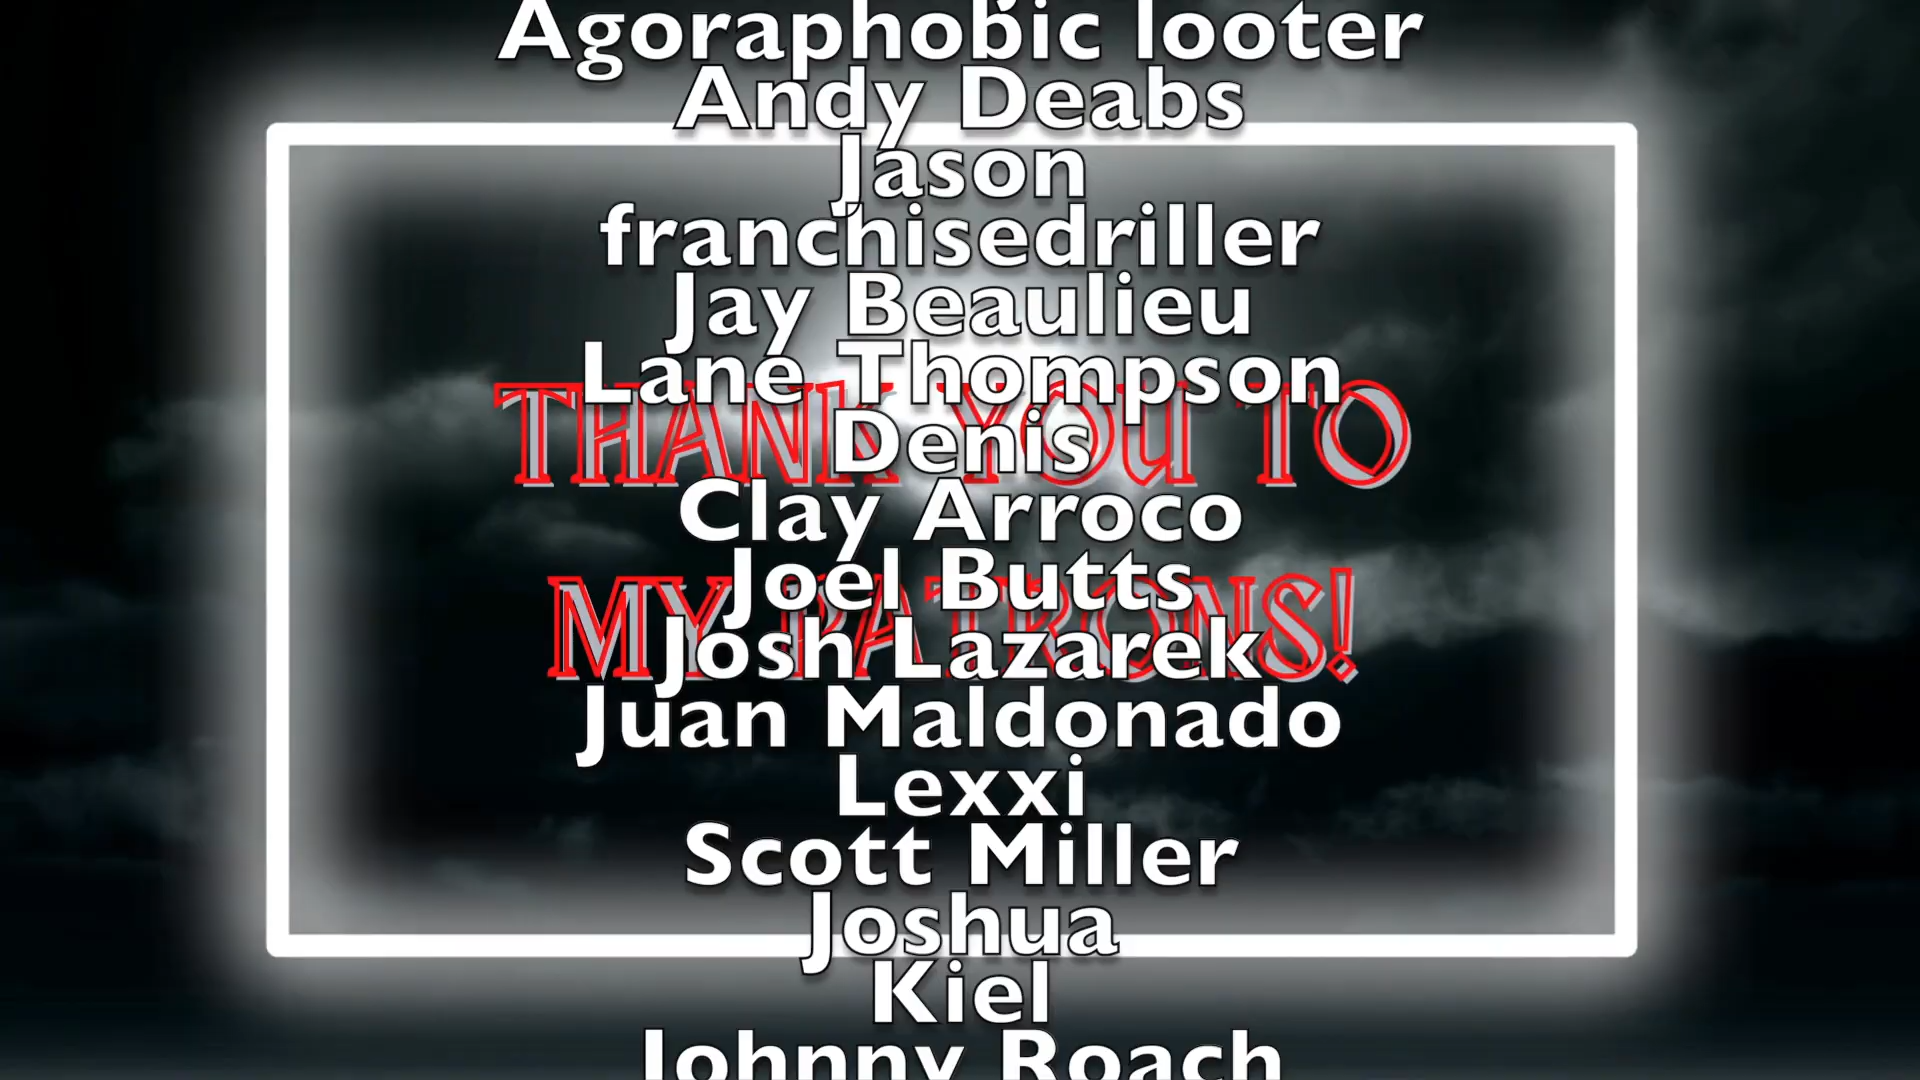 Agoraphobic looter
Andy Deabs
Jason
franchisedriller
Jay Beaulieu
Lane Thompson
THANK YOU TO
Denis
Clay Arroco
Joel Butts
MY PATRONS!
Josh Lazarek
Juan Maldonado
Lexxi
Scott Miller
Joshua
Kiel
Johnny Roach